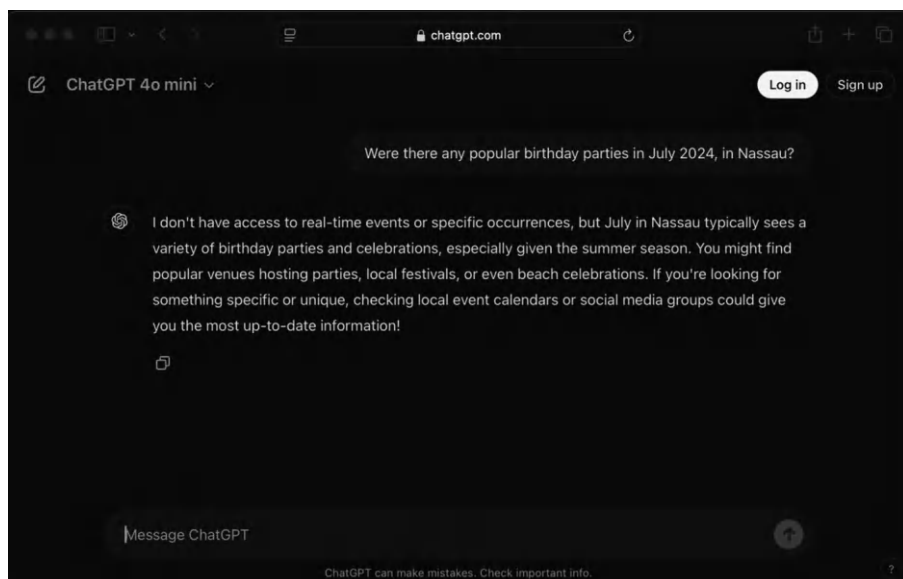 chatgpt.com
ChatGPT 4o mini
Log in
Sign up
Were there any popular birthday parties in July 2024, in Nassau?
I don't have access to real-time events or specific occurrences, but July in Nassau typically sees a
variety of birthday parties and celebrations, especially given the summer season. You might find
popular venues hosting parties, local festivals, or even beach celebrations. If you're looking for
something specific or unique, checking local event calendars or social media groups could give
you the most up-to-date information!
Message ChatGPT
ChatGPT can make mistakes. Check important info.
?